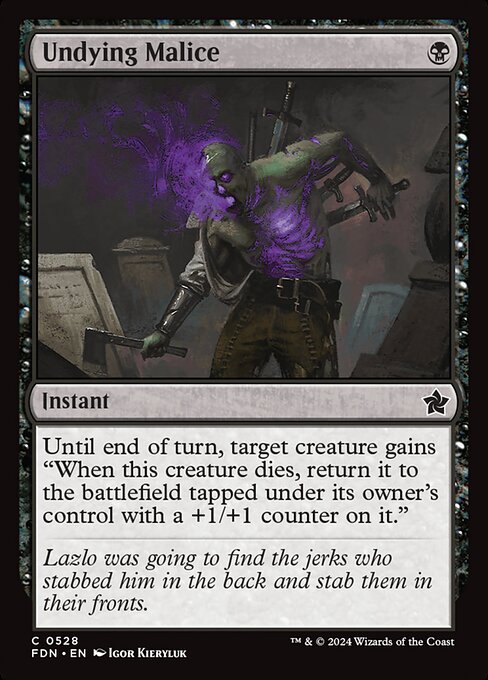 Undying Malice
Instant
Until end of turn, target creature gains
“When this creature dies, return it to
the battlefield tapped under its owner’s
control with a +1/+1 counter on it.”
Lazlo was going to find the jerks who
stabbed him in the back and stab them in
their fronts.
C 0528
FDN • EN Igor Kieryluk
™ & © 2024 Wizards of the Coast